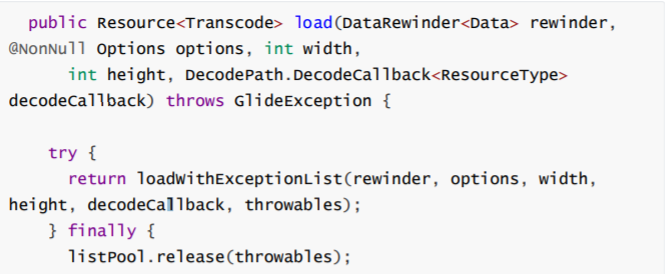 public Resource<Transcode> load(DataRewinder<Data> rewinder,
@NonNull Options options, int width,
int height, DecodePath.DecodeCallback<ResourceType>
decodeCallback) throws GlideException {
try {
return loadWithExceptionList(rewinder, options, width,
height, decodeCallback, throwables);
} finally {
listPool.release(throwables);